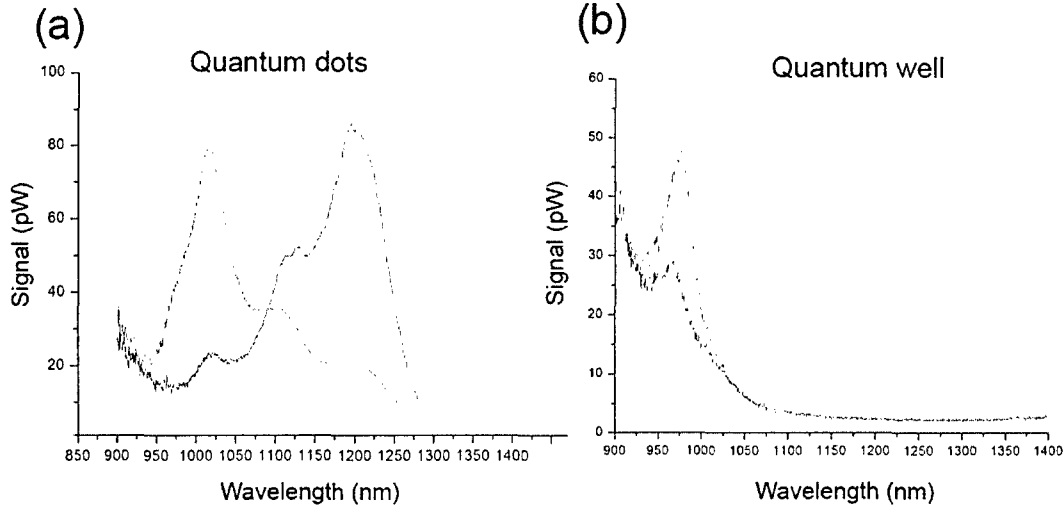 (a)
Quantum dots
100
80
60
40
20
Signal (pW)
850 900 950 1000 1050 1100 1150 1200 1250 1300 1350 1400
Wavelength (nm)
(b)
Quantum well
60
50
40
30
20
10
0
Signal (pW)
900 950 1000 1050 1100 1150 1200 1250 1300 1350 1400
Wavelength (nm)